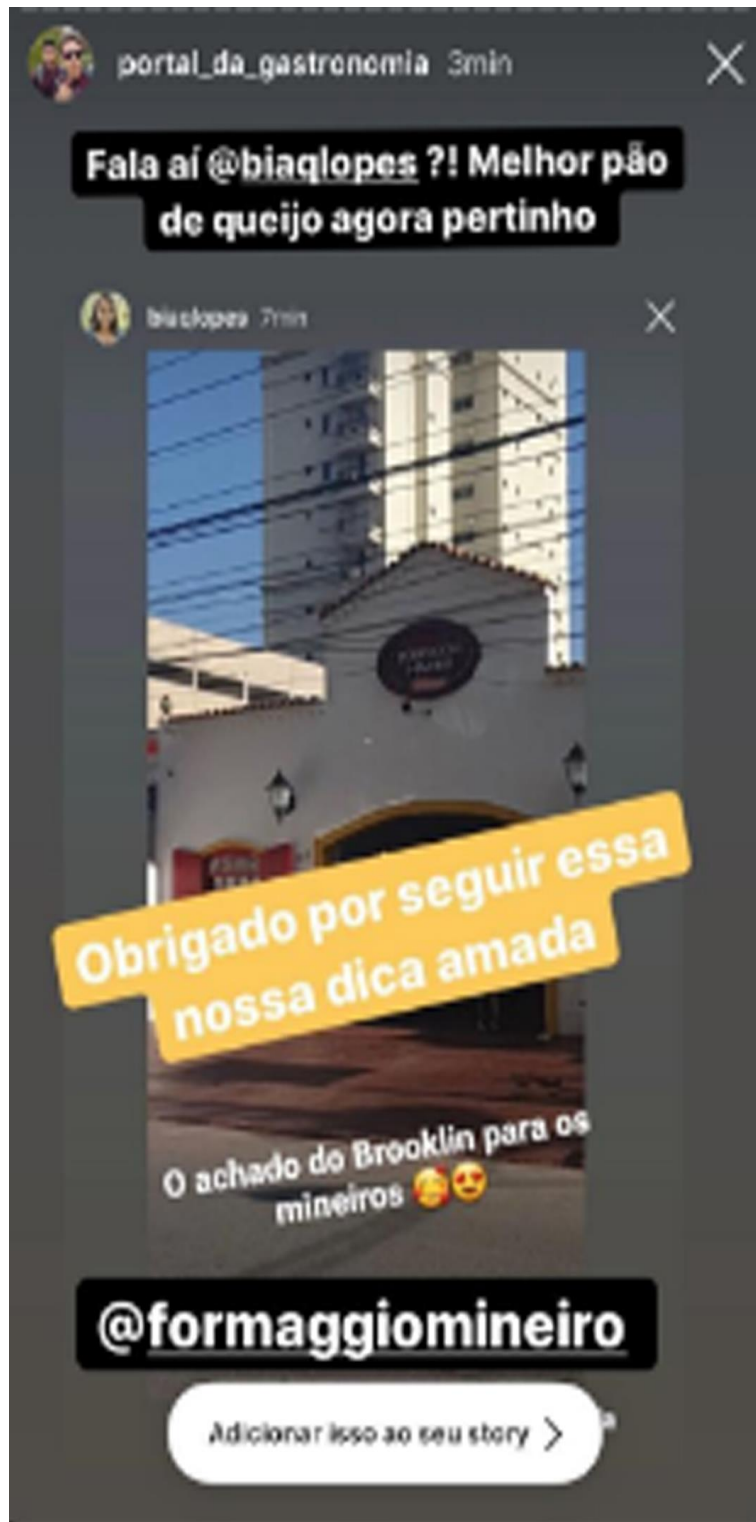 portal_da_gastronomia 3min
Fala aí @biaqlopes ?! Melhor pão
de queijo agora pertinho
biaqlopes 7min
Obrigado por seguir essa
nossa dica amada
O achado do Brooklin para os
mineiros 🥰😍
@formaggiomineiro
Adicionar isso ao seu story